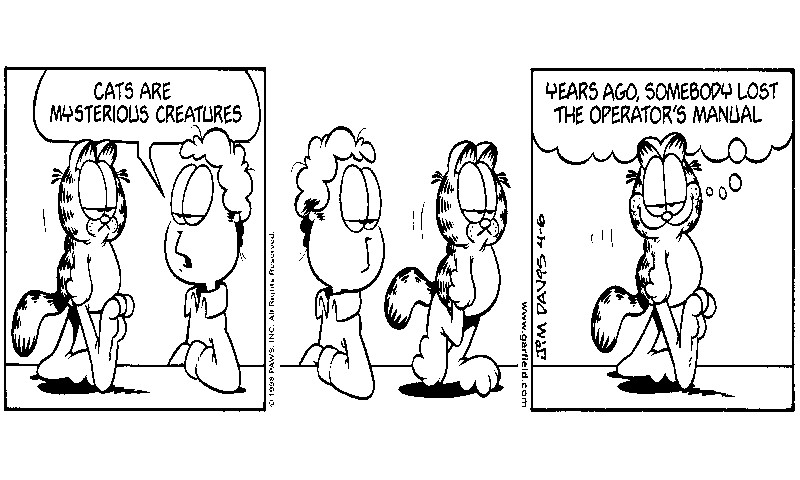 CATS ARE
MYSTERIOUS CREATURES
© 1998 PAWS, INC. All Rights Reserved.
www.garfield.com
JIM DAVIS 4-6
YEARS AGO, SOMEBODY LOST
THE OPERATOR'S MANUAL